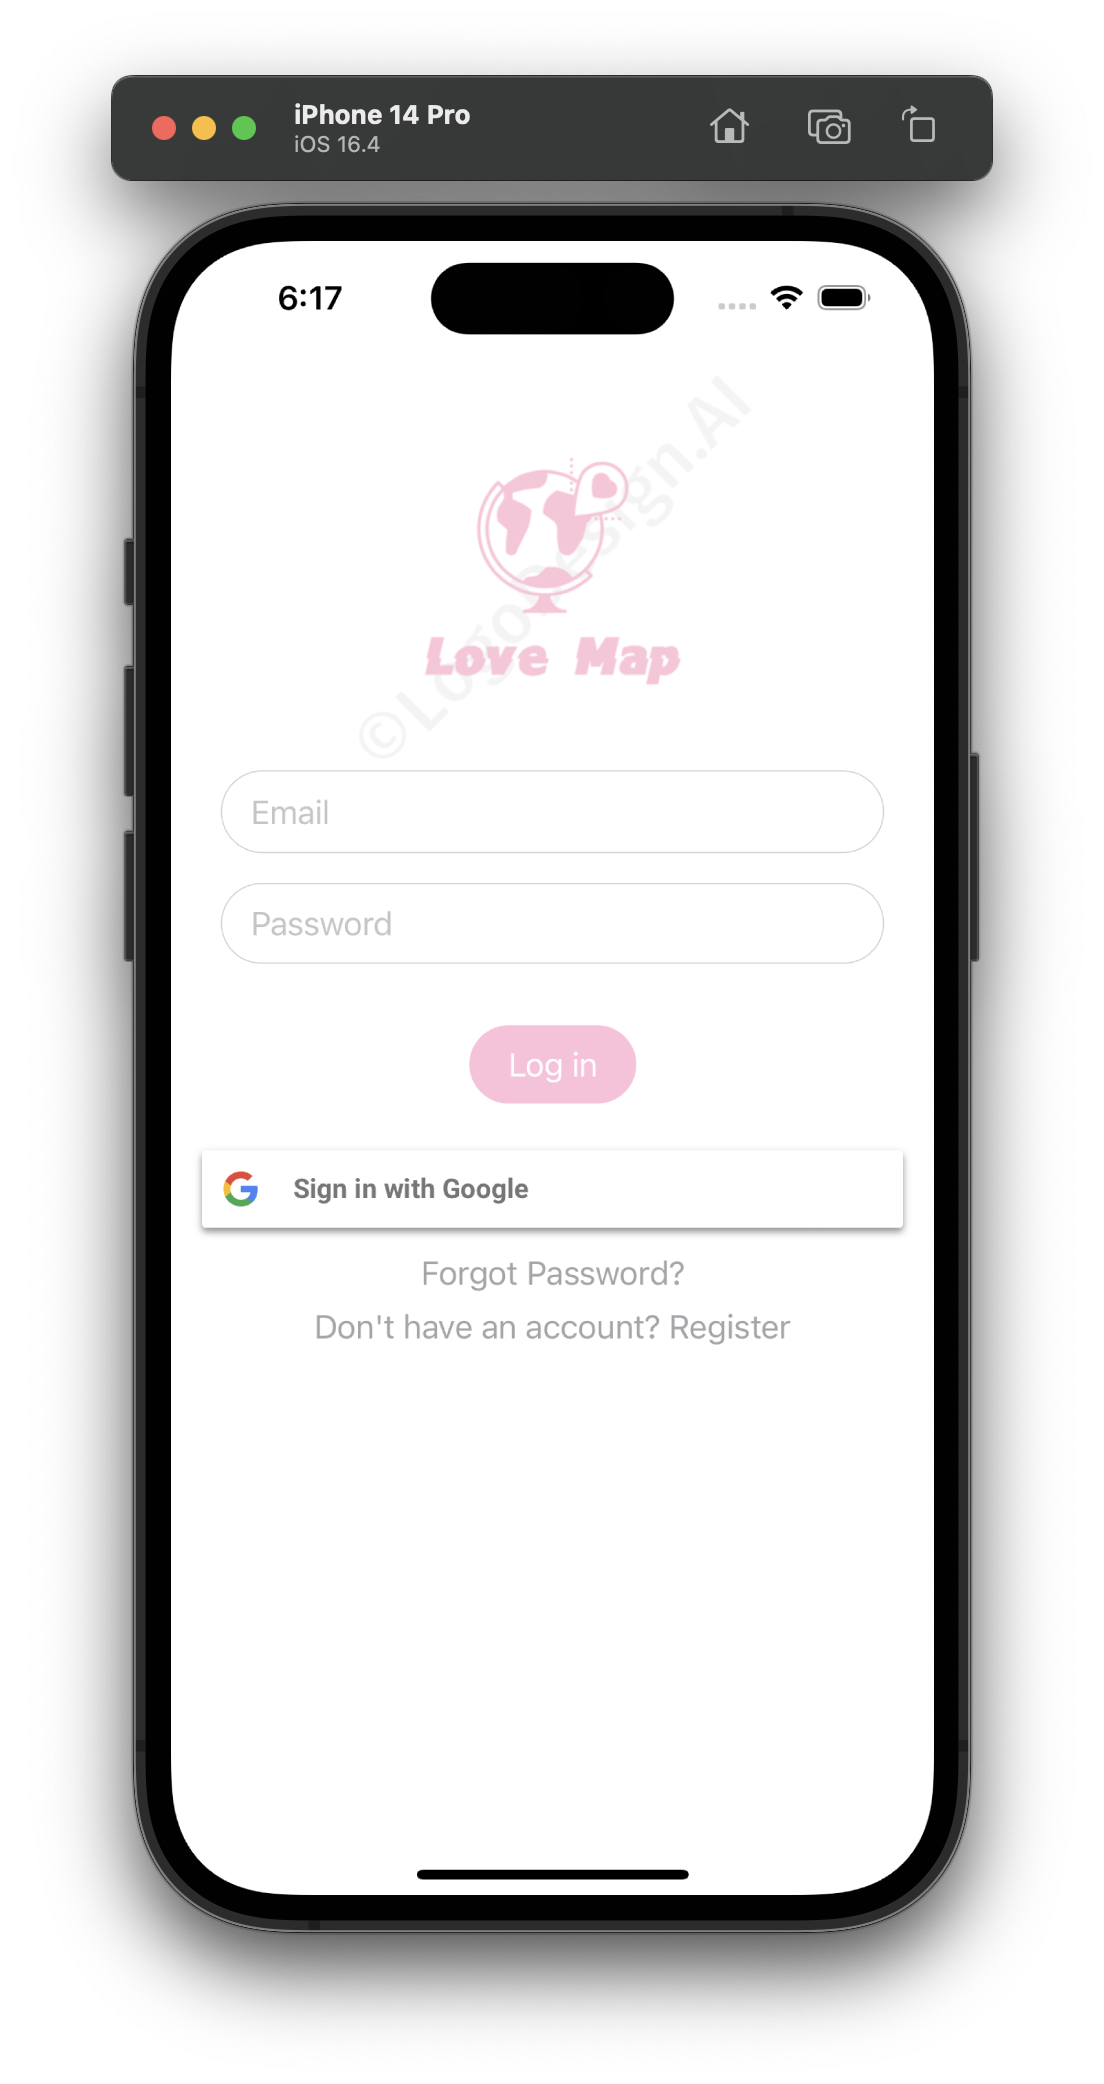 iPhone 14 Pro
iOS 16.4
6:17
©LogoDesign.AI
Love Map
Email
Password
Log in
Sign in with Google
Forgot Password?
Don't have an account? Register